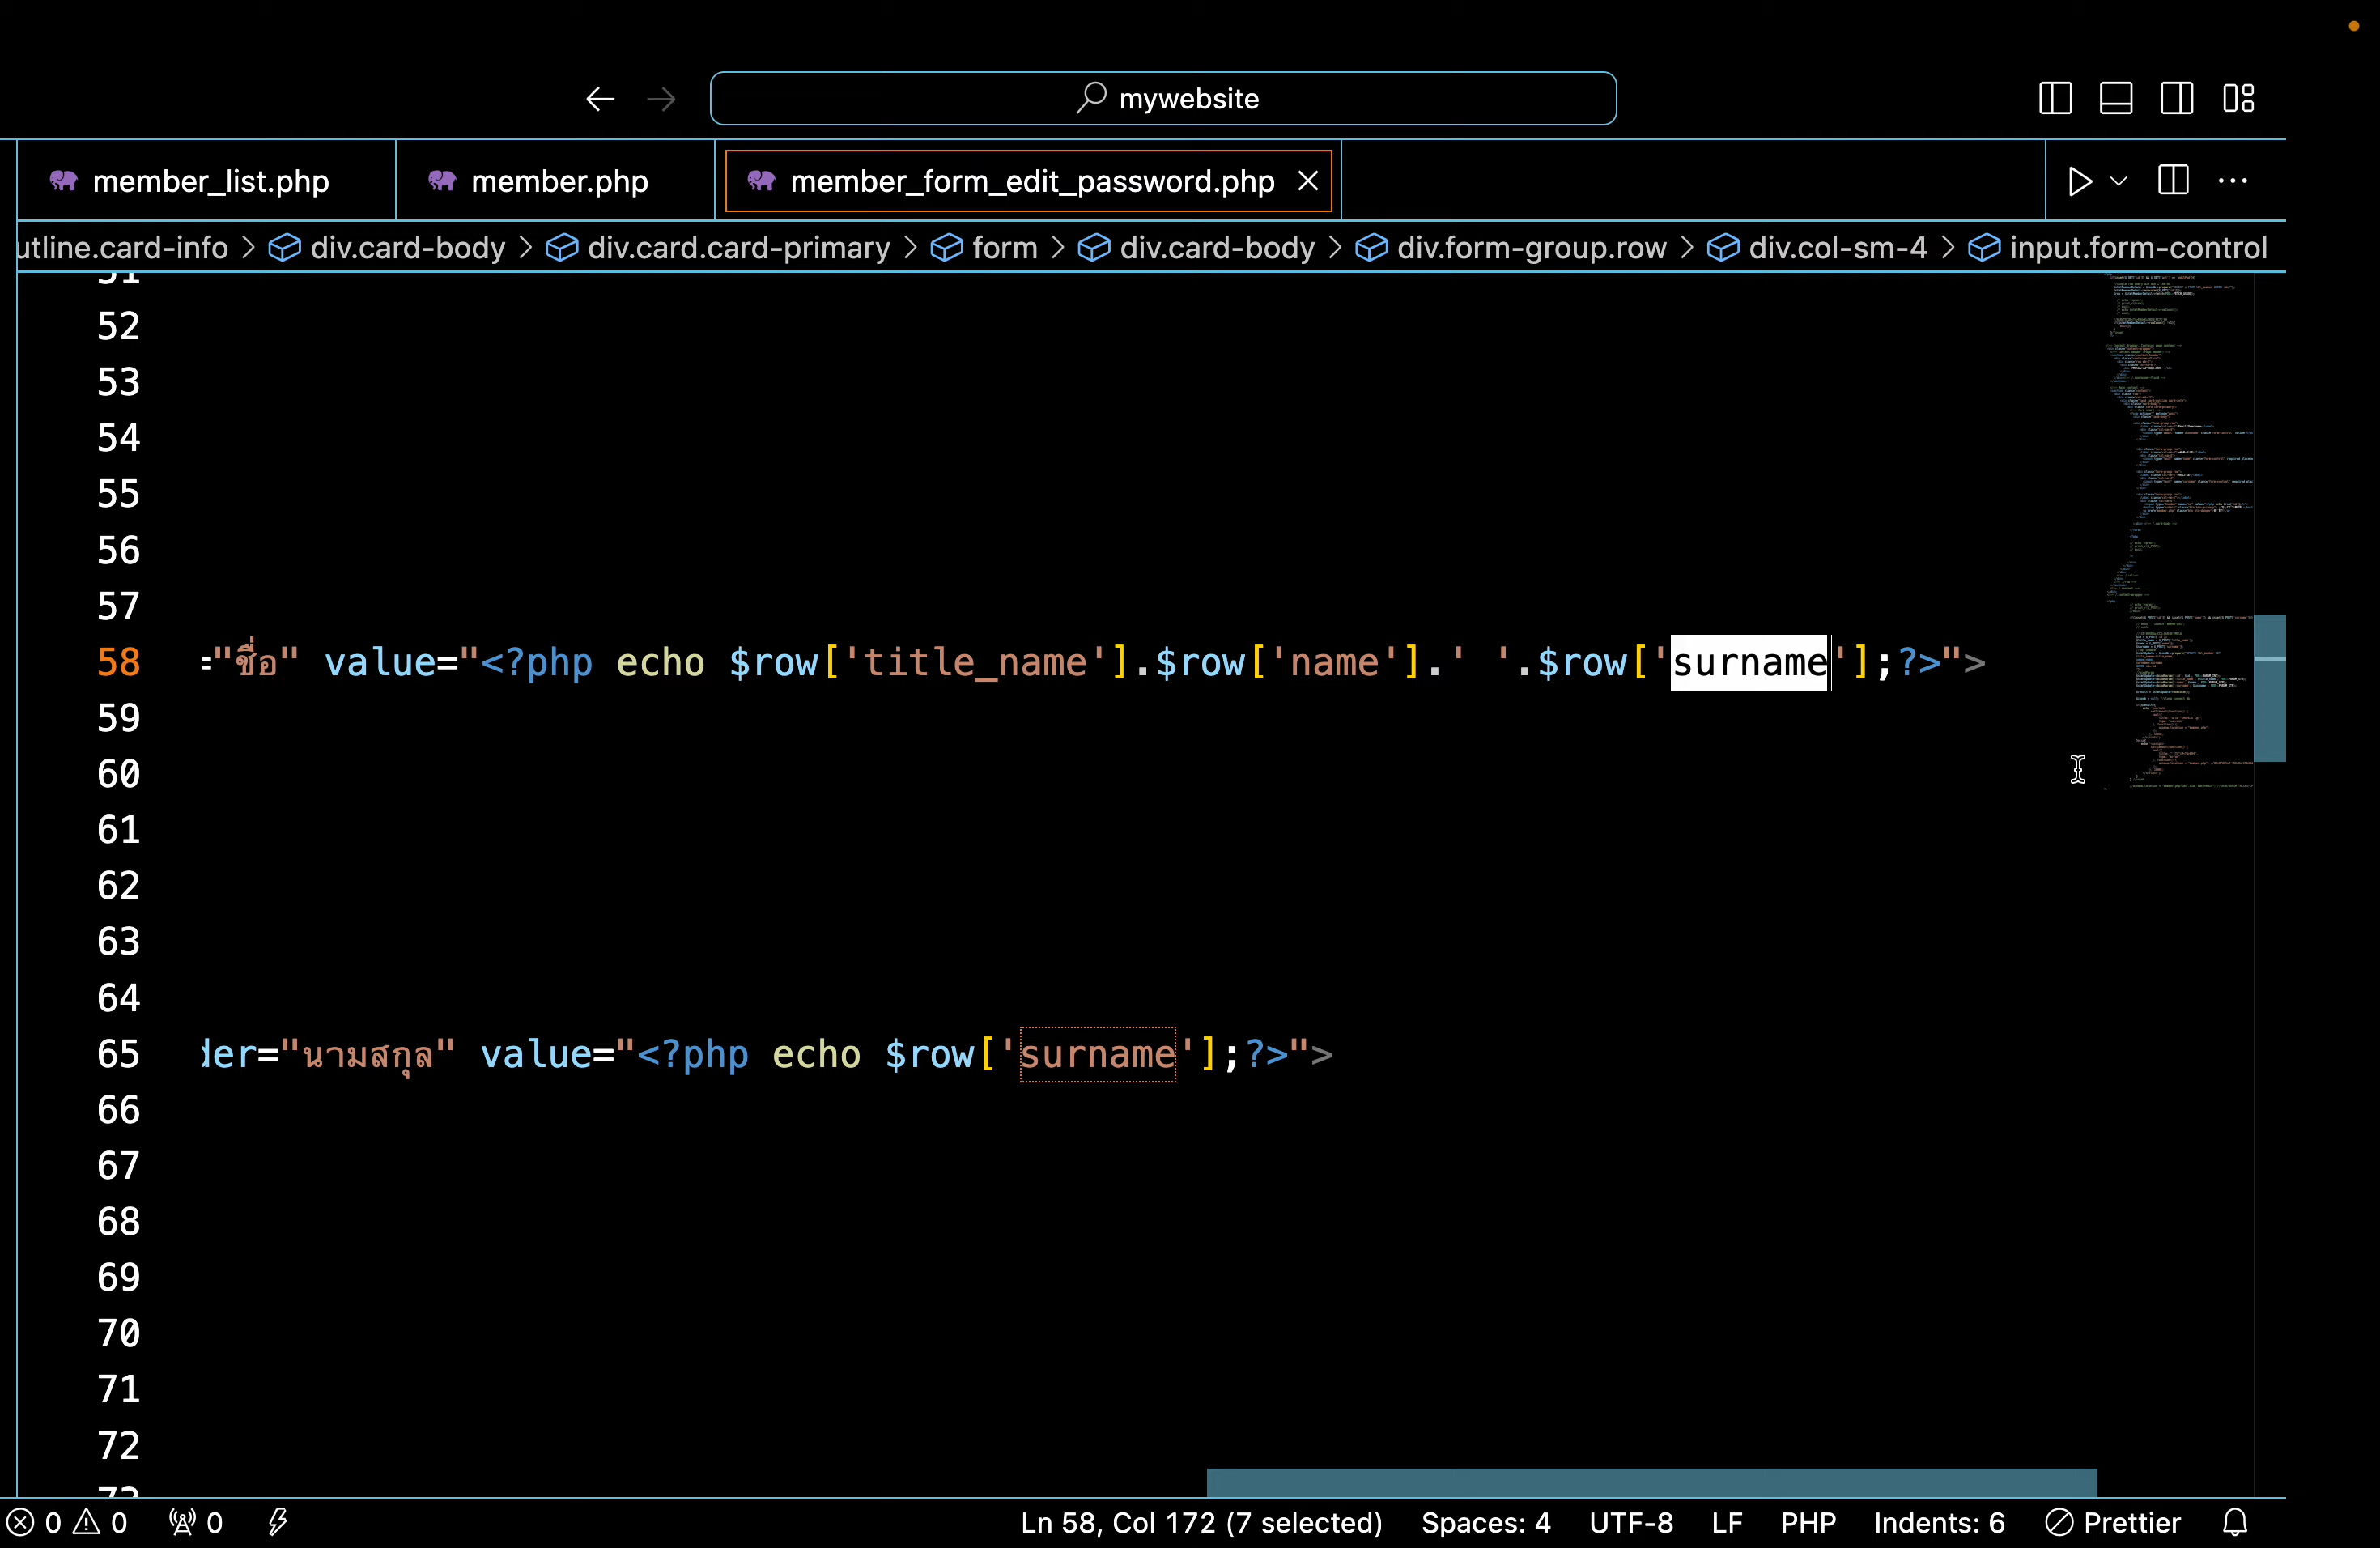 mywebsite
member_list.php
member.php
member_form_edit_password.php
utline.card-info > div.card-body > div.card.card-primary > form > div.card-body > div.form-group.row > div.col-sm-4 > input.form-control
51
52
53
54
55
56
57
58 ="ชื่อ" value="<?php echo $row['title_name'].$row['name'].' '.$row['surname'];?>">
59
60
61
62
63
64
65 der="นามสกุล" value="<?php echo $row['surname'];?>">
66
67
68
69
70
71
72
73
0 0 0 Ln 58, Col 172 (7 selected) Spaces: 4 UTF-8 LF PHP Indents: 6 Prettier